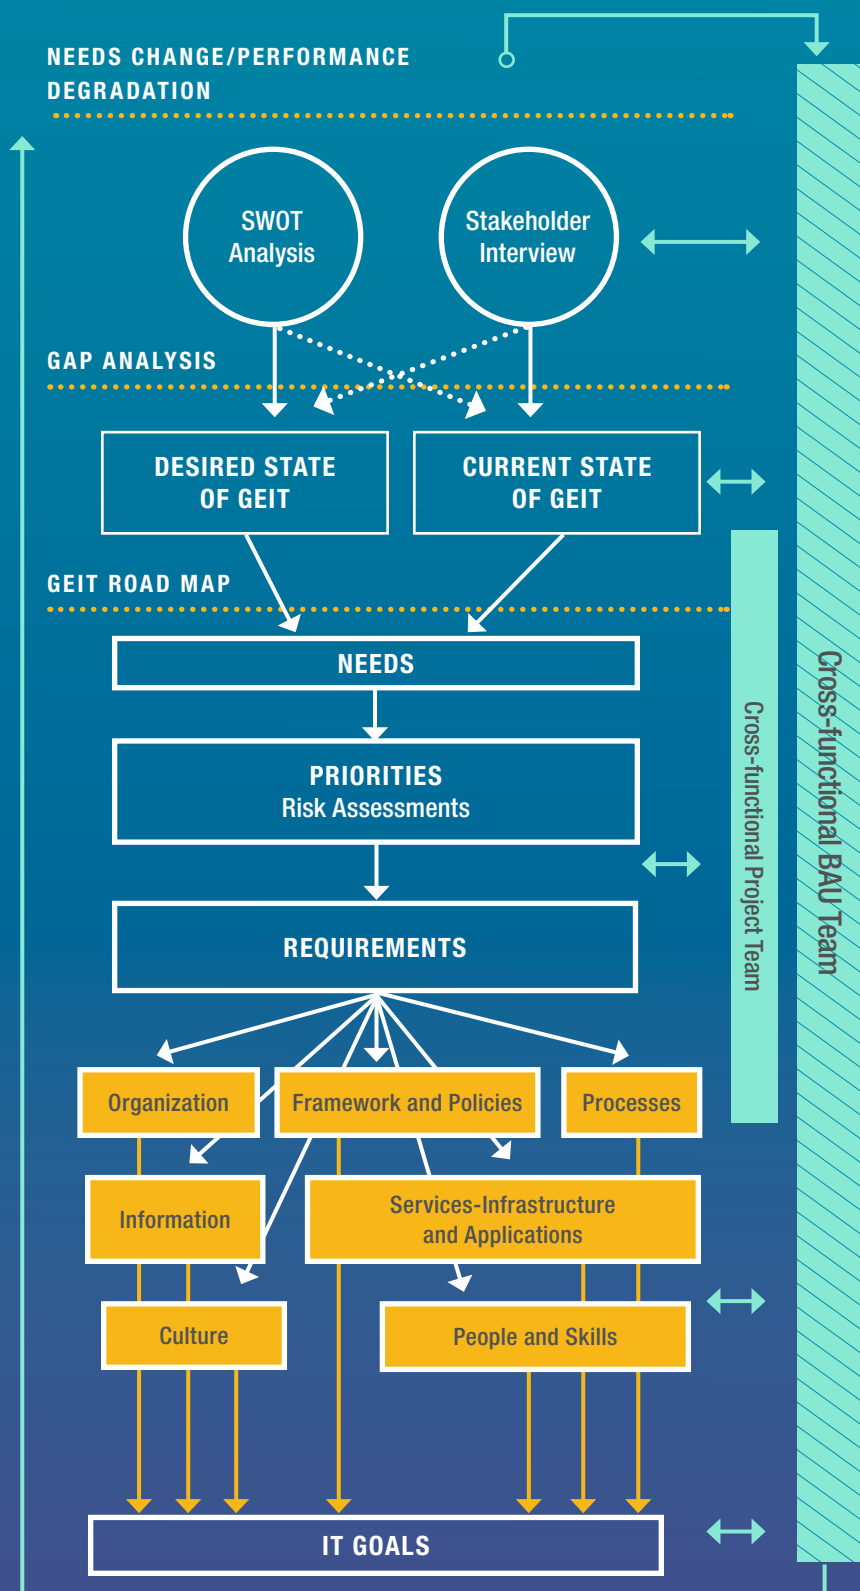 NEEDS CHANGE/PERFORMANCE
DEGRADATION
SWOT
Analysis
Stakeholder
Interview
GAP ANALYSIS
DESIRED STATE
OF GEIT
CURRENT STATE
OF GEIT
GEIT ROAD MAP
NEEDS
PRIORITIES
Risk Assessments
REQUIREMENTS
Organization
Framework and Policies
Processes
Information
Services-Infrastructure
and Applications
Culture
People and Skills
IT GOALS
Cross-functional Project Team
Cross-functional BAU Team